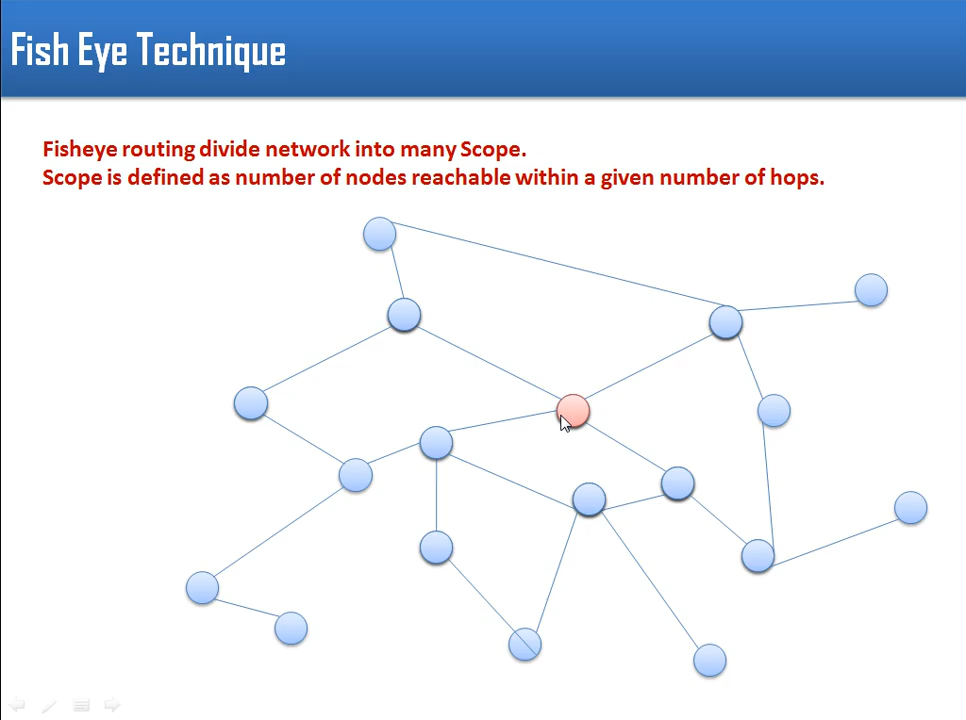 Fish Eye Technique
Fisheye routing divide network into many Scope.
Scope is defined as number of nodes reachable within a given number of hops.